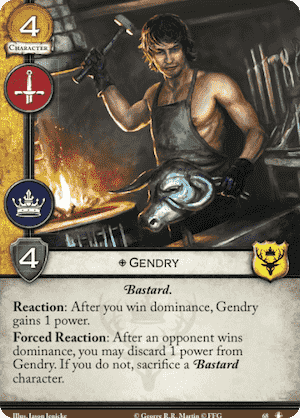 4
Character
4
Gendry
Bastard.
Reaction: After you win dominance, Gendry
gains 1 power.
Forced Reaction: After an opponent wins
dominance, you may discard 1 power from
Gendry. If you do not, sacrifice a Bastard
character.
Illus. Jason Jenicke
© George R.R. Martin © FFG
68